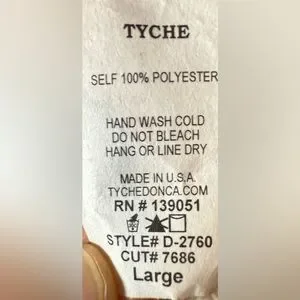 TYCHE
SELF 100% POLYESTER
HAND WASH COLD
DO NOT BLEACH
HANG OR LINE DRY
MADE IN U.S.A.
TYCHEDONCA.COM
RN # 139051
STYLE# D-2760
CUT# 7686
Large